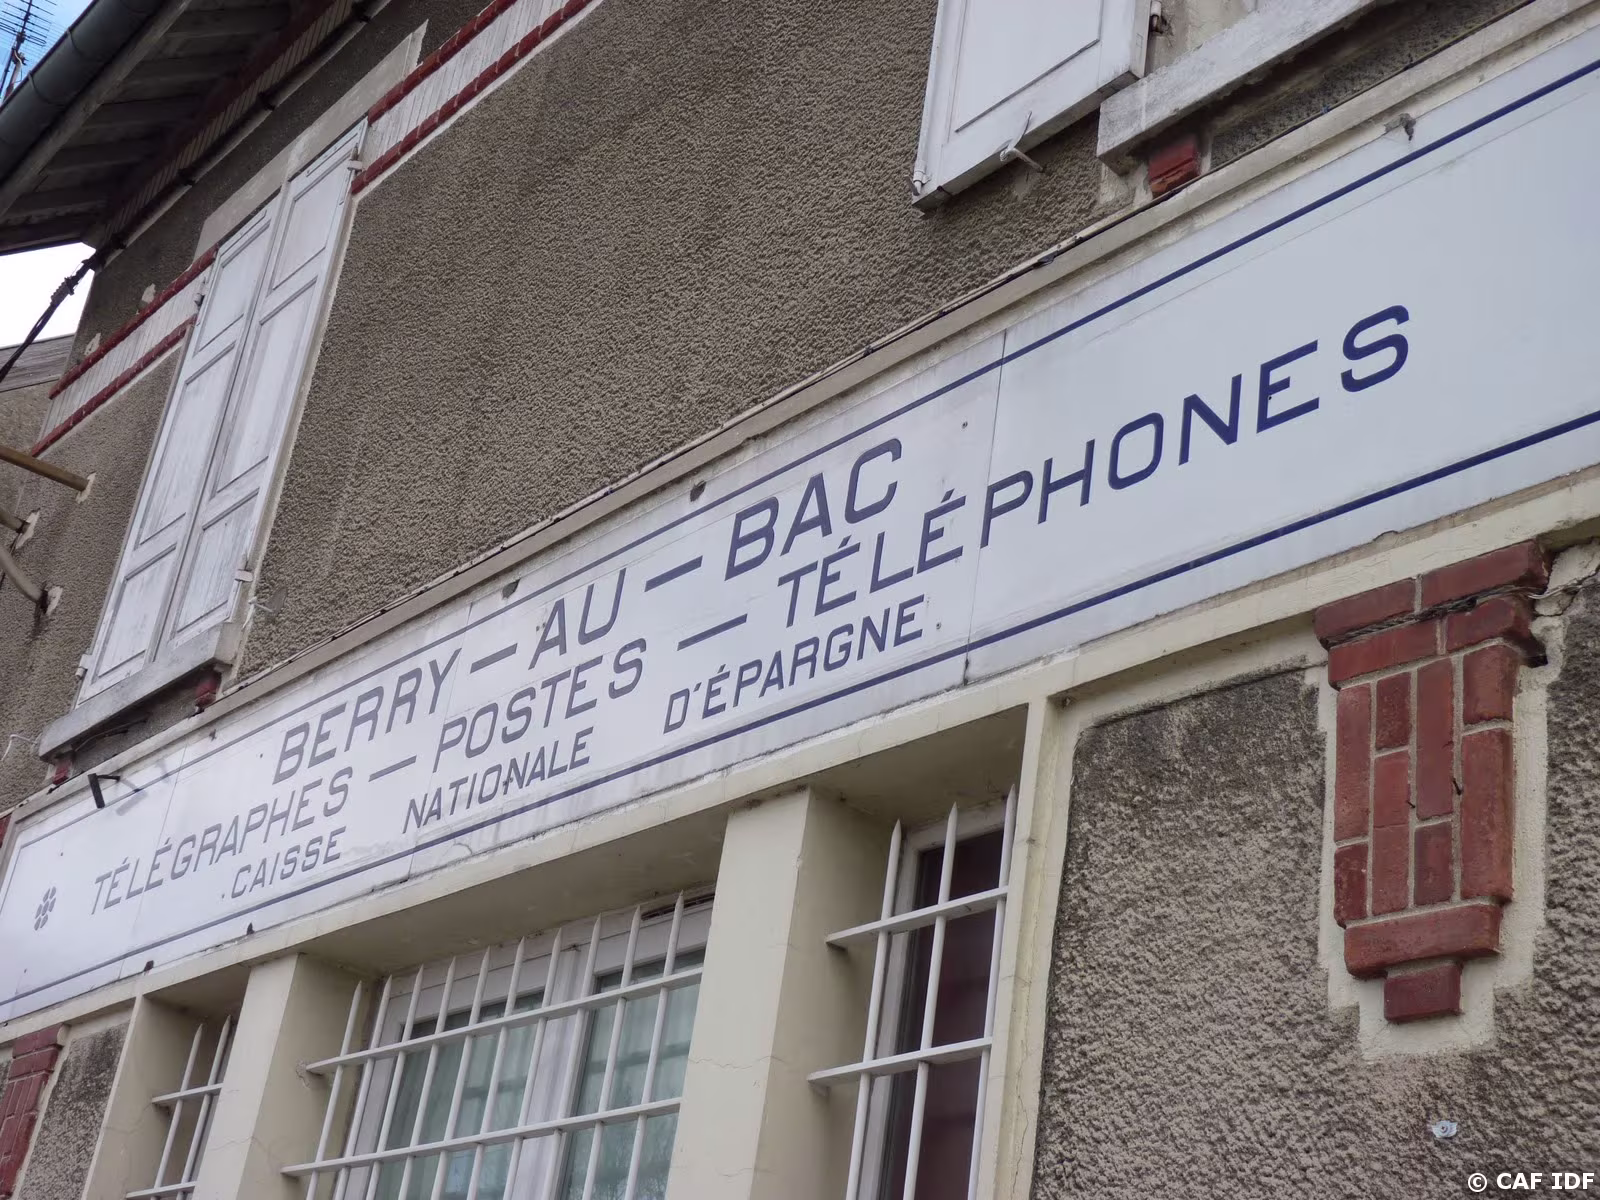 BERRY — AU — BAC
TÉLÉGRAPHES — POSTES — TÉLÉPHONES
CAISSE NATIONALE D'ÉPARGNE
© CAF IDF